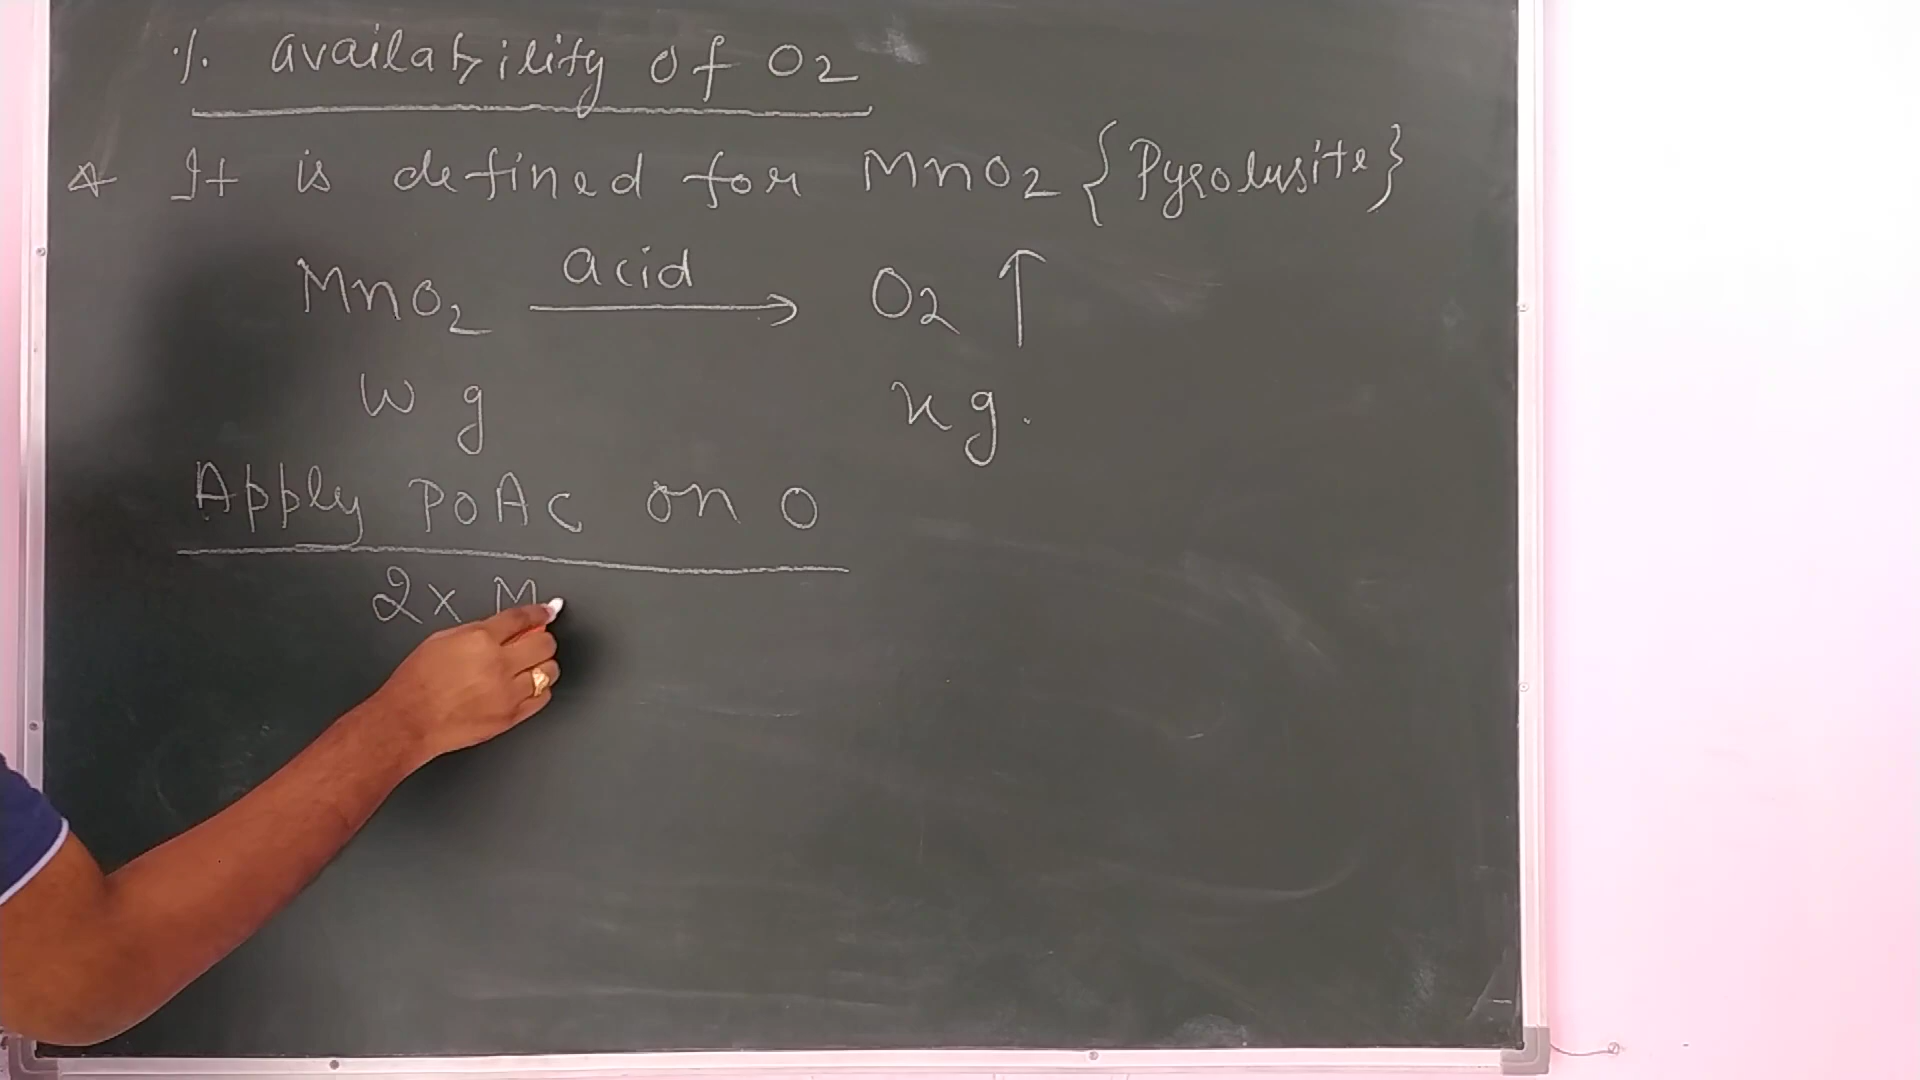 % availability of O2
☆ It is defined for MnO2 {Pyrolusite}
MnO2 acid → O2 ↑
W g x g.
Apply POAC on O
2 × M